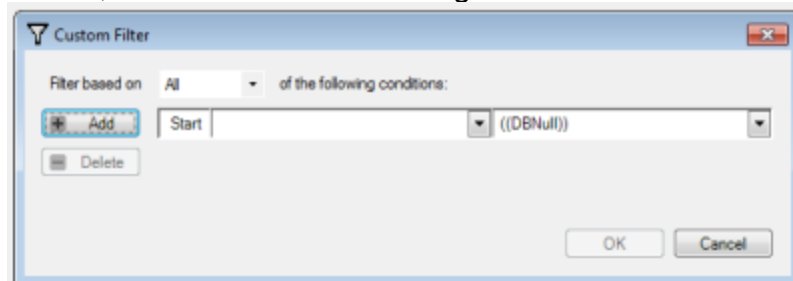 Custom Filter
Filter based on All of the following conditions:
Add Start ((DBNull))
Delete
OK Cancel